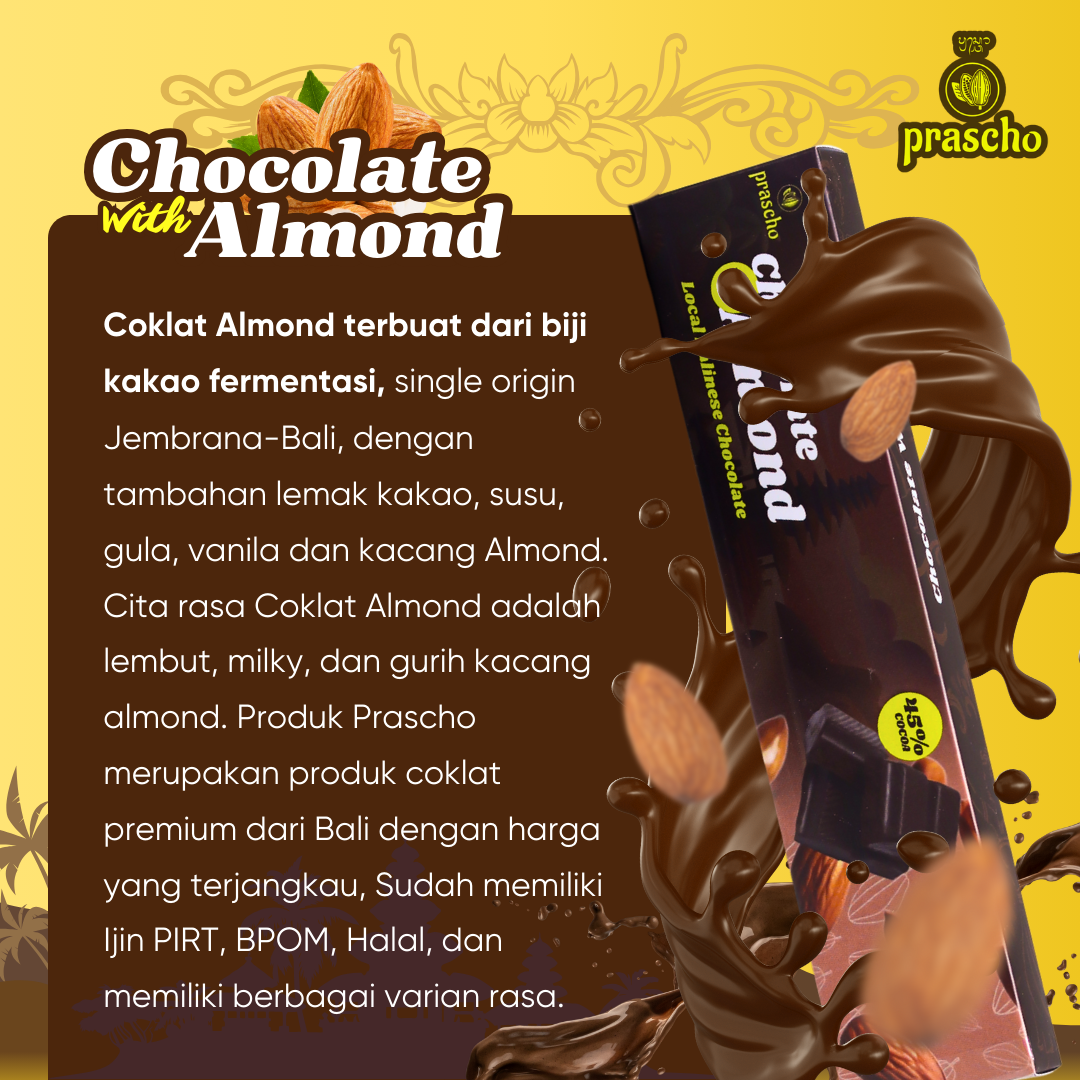 prascho
Chocolate
With Almond
Coklat Almond terbuat dari biji
kakao fermentasi, single origin
Jembrana-Bali, dengan
tambahan lemak kakao, susu,
gula, vanila dan kacang Almond.
Cita rasa Coklat Almond adalah
lembut, milky, dan gurih kacang
almond. Produk Prascho
merupakan produk coklat
premium dari Bali dengan harga
yang terjangkau, Sudah memiliki
Ijin PIRT, BPOM, Halal, dan
memiliki berbagai varian rasa.
prascho
Local
Chocolate
45%
COCOA
Chocolate